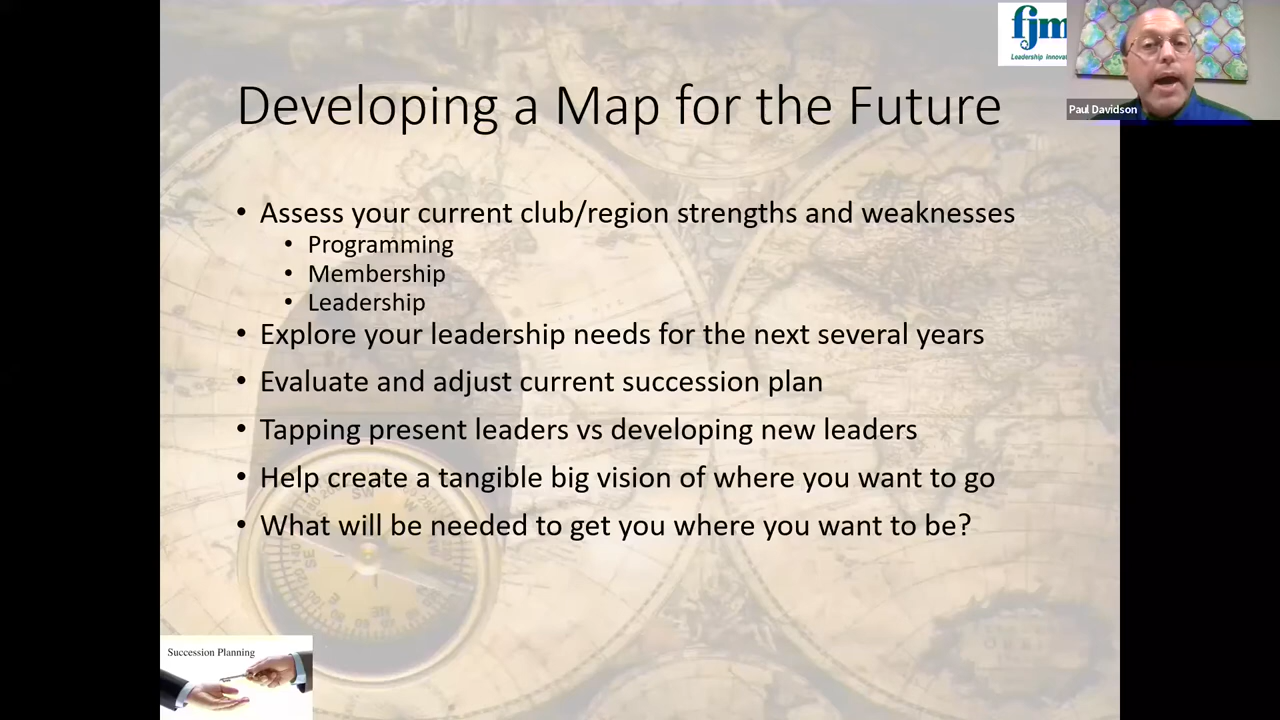 fjm
Leadership
Paul Davidson
Developing a Map for the Future
• Assess your current club/region strengths and weaknesses
• Programming
• Membership
• Leadership
• Explore your leadership needs for the next several years
• Evaluate and adjust current succession plan
• Tapping present leaders vs developing new leaders
• Help create a tangible big vision of where you want to go
• What will be needed to get you where you want to be?
Succession Planning